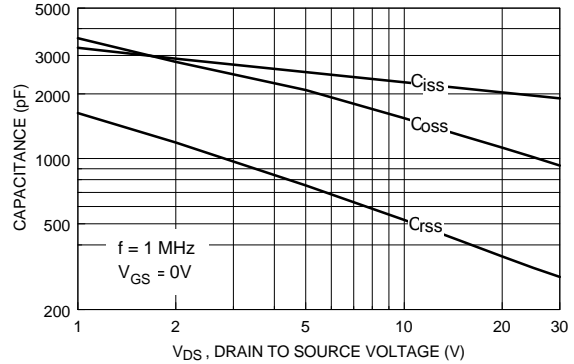 5000
3000
2000
1000
500
200
CAPACITANCE (pF)
Ciss
Coss
Crss
f = 1 MHz
VGS = 0V
1
2
5
10
20
30
VDS , DRAIN TO SOURCE VOLTAGE (V)